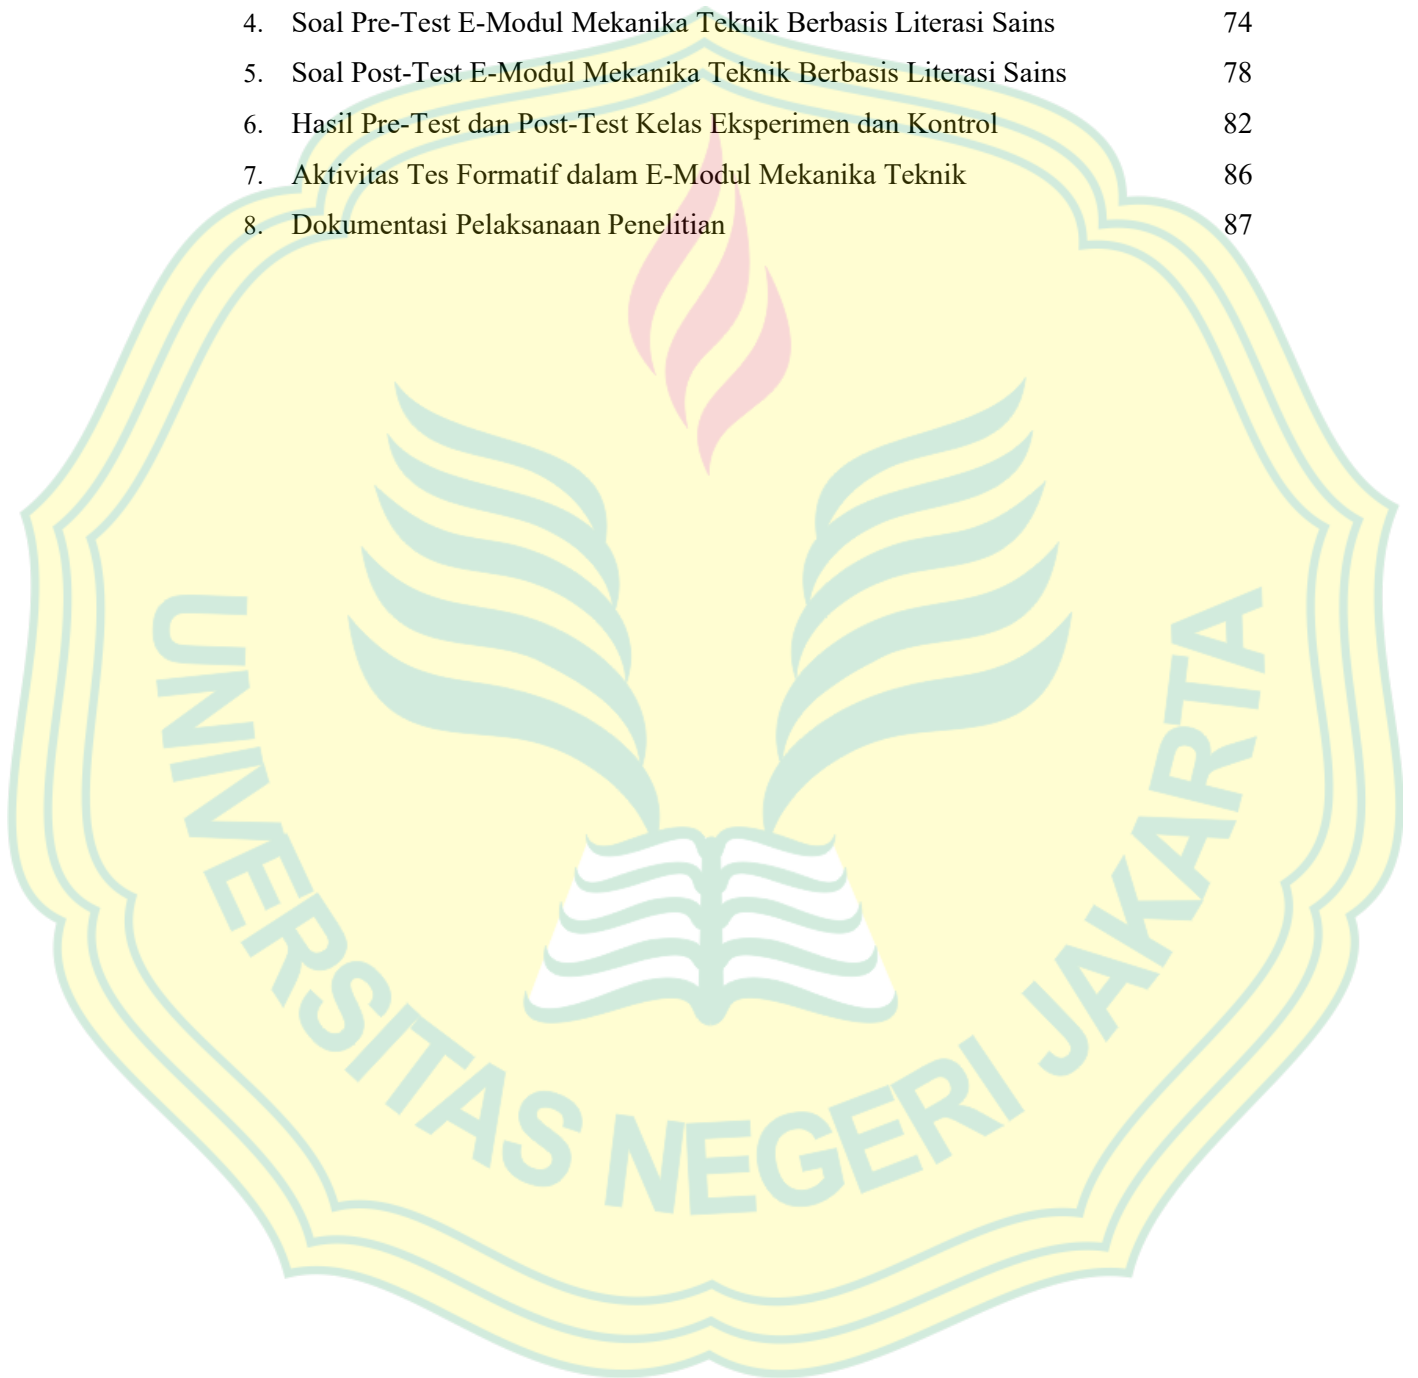 4. Soal Pre-Test E-Modul Mekanika Teknik Berbasis Literasi Sains 74
5. Soal Post-Test E-Modul Mekanika Teknik Berbasis Literasi Sains 78
6. Hasil Pre-Test dan Post-Test Kelas Eksperimen dan Kontrol 82
7. Aktivitas Tes Formatif dalam E-Modul Mekanika Teknik 86
8. Dokumentasi Pelaksanaan Penelitian 87
UNIVERSITAS NEGERI JAKARTA